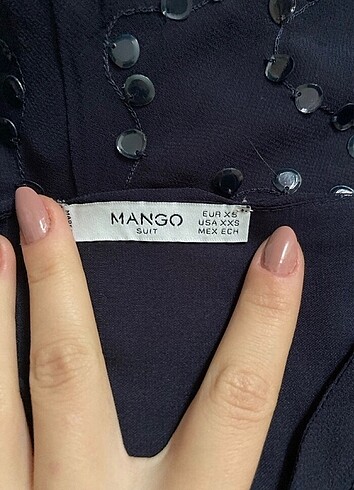 MANGO
SUIT
EUR XS
USA XXS
MEX ECH